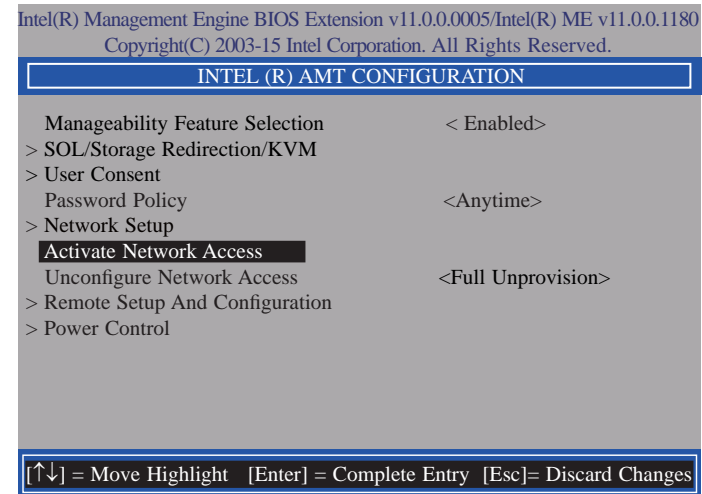 Intel(R) Management Engine BIOS Extension v11.0.0.0005/Intel(R) ME v11.0.0.1180
Copyright(C) 2003-15 Intel Corporation. All Rights Reserved.
INTEL (R) AMT CONFIGURATION
Manageability Feature Selection < Enabled>
> SOL/Storage Redirection/KVM
> User Consent
Password Policy <Anytime>
> Network Setup
Activate Network Access
Unconfigure Network Access <Full Unprovision>
> Remote Setup And Configuration
> Power Control
[↑↓] = Move Highlight [Enter] = Complete Entry [Esc]= Discard Changes